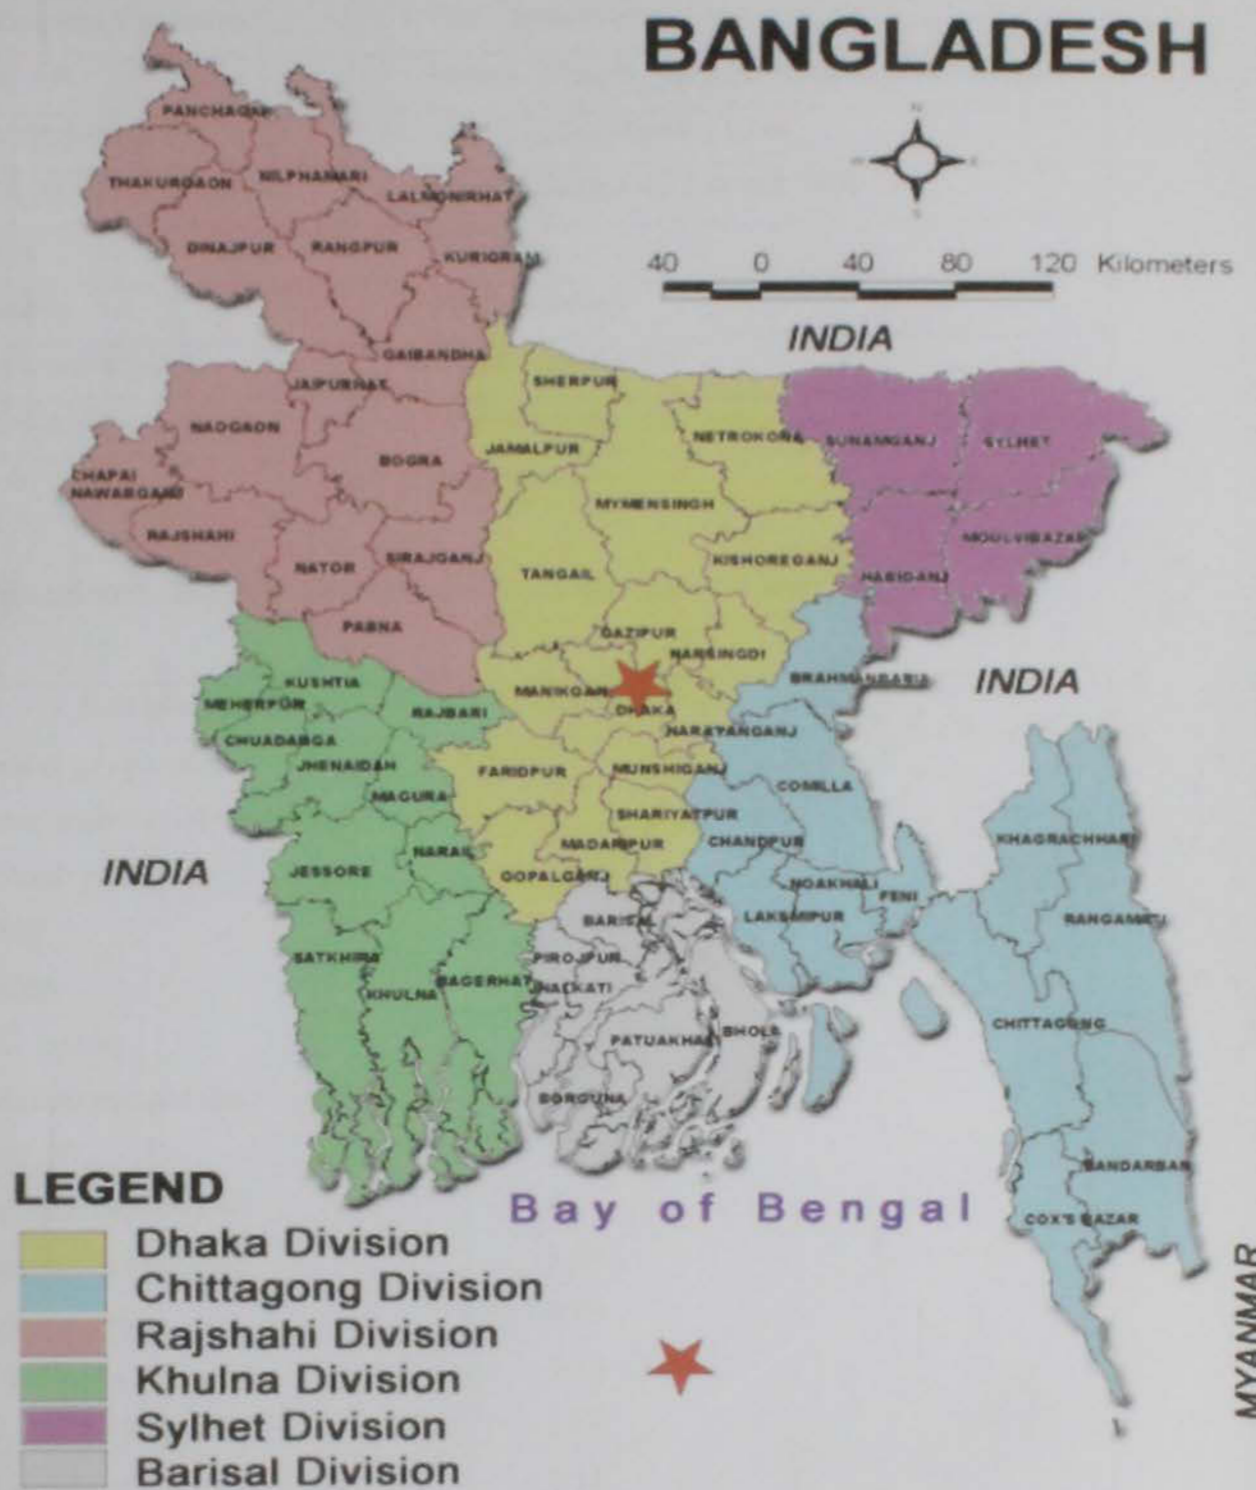 BANGLADESH
N
S
40 0 40 80 120 Kilometers
INDIA
PANCHAGAR
THAKURGAON
NILPHAMARI
LALMONIRHAT
DINAJPUR
RANGPUR
KURIGRAM
GAIBANDHA
JAIPURHAT
SHERPUR
NAOGAON
NETROKONA
SUNAMGANJ
SYLHET
JAMALPUR
BOGRA
CHAPAI
NAWABGANJ
MYMENSINGH
RAJSHAHI
MOULVIBAZAR
SIRAJGANJ
KISHOREGANJ
NATOR
TANGAIL
HABIGANJ
PABNA
GAZIPUR
NARSINGDI
KUSHTIA
MANIKGANJ
BRAHMANBARIA
INDIA
MEHERPUR
RAJBARI
DHAKA
NARAYANGANJ
CHUADANGA
JHENAIDAH
FARIDPUR
MUNSHIGANJ
COMILLA
MAGURA
SHARIYATPUR
KHAGRACHHARI
MADARIPUR
CHANDPUR
NARAIL
INDIA
JESSORE
GOPALGANJ
NOAKHALI
FENI
BARISAL
LAKSMIPUR
RANGAMATI
SATKHIRA
PIROJPUR
BAGERHAT
JHALKATI
KHULNA
CHITTAGONG
PATUAKHALI
BHOLA
BORGUNA
BANDARBAN
COX'S BAZAR
Bay of Bengal
MYANMAR
LEGEND
Dhaka Division
Chittagong Division
Rajshahi Division
Khulna Division
Sylhet Division
Barisal Division